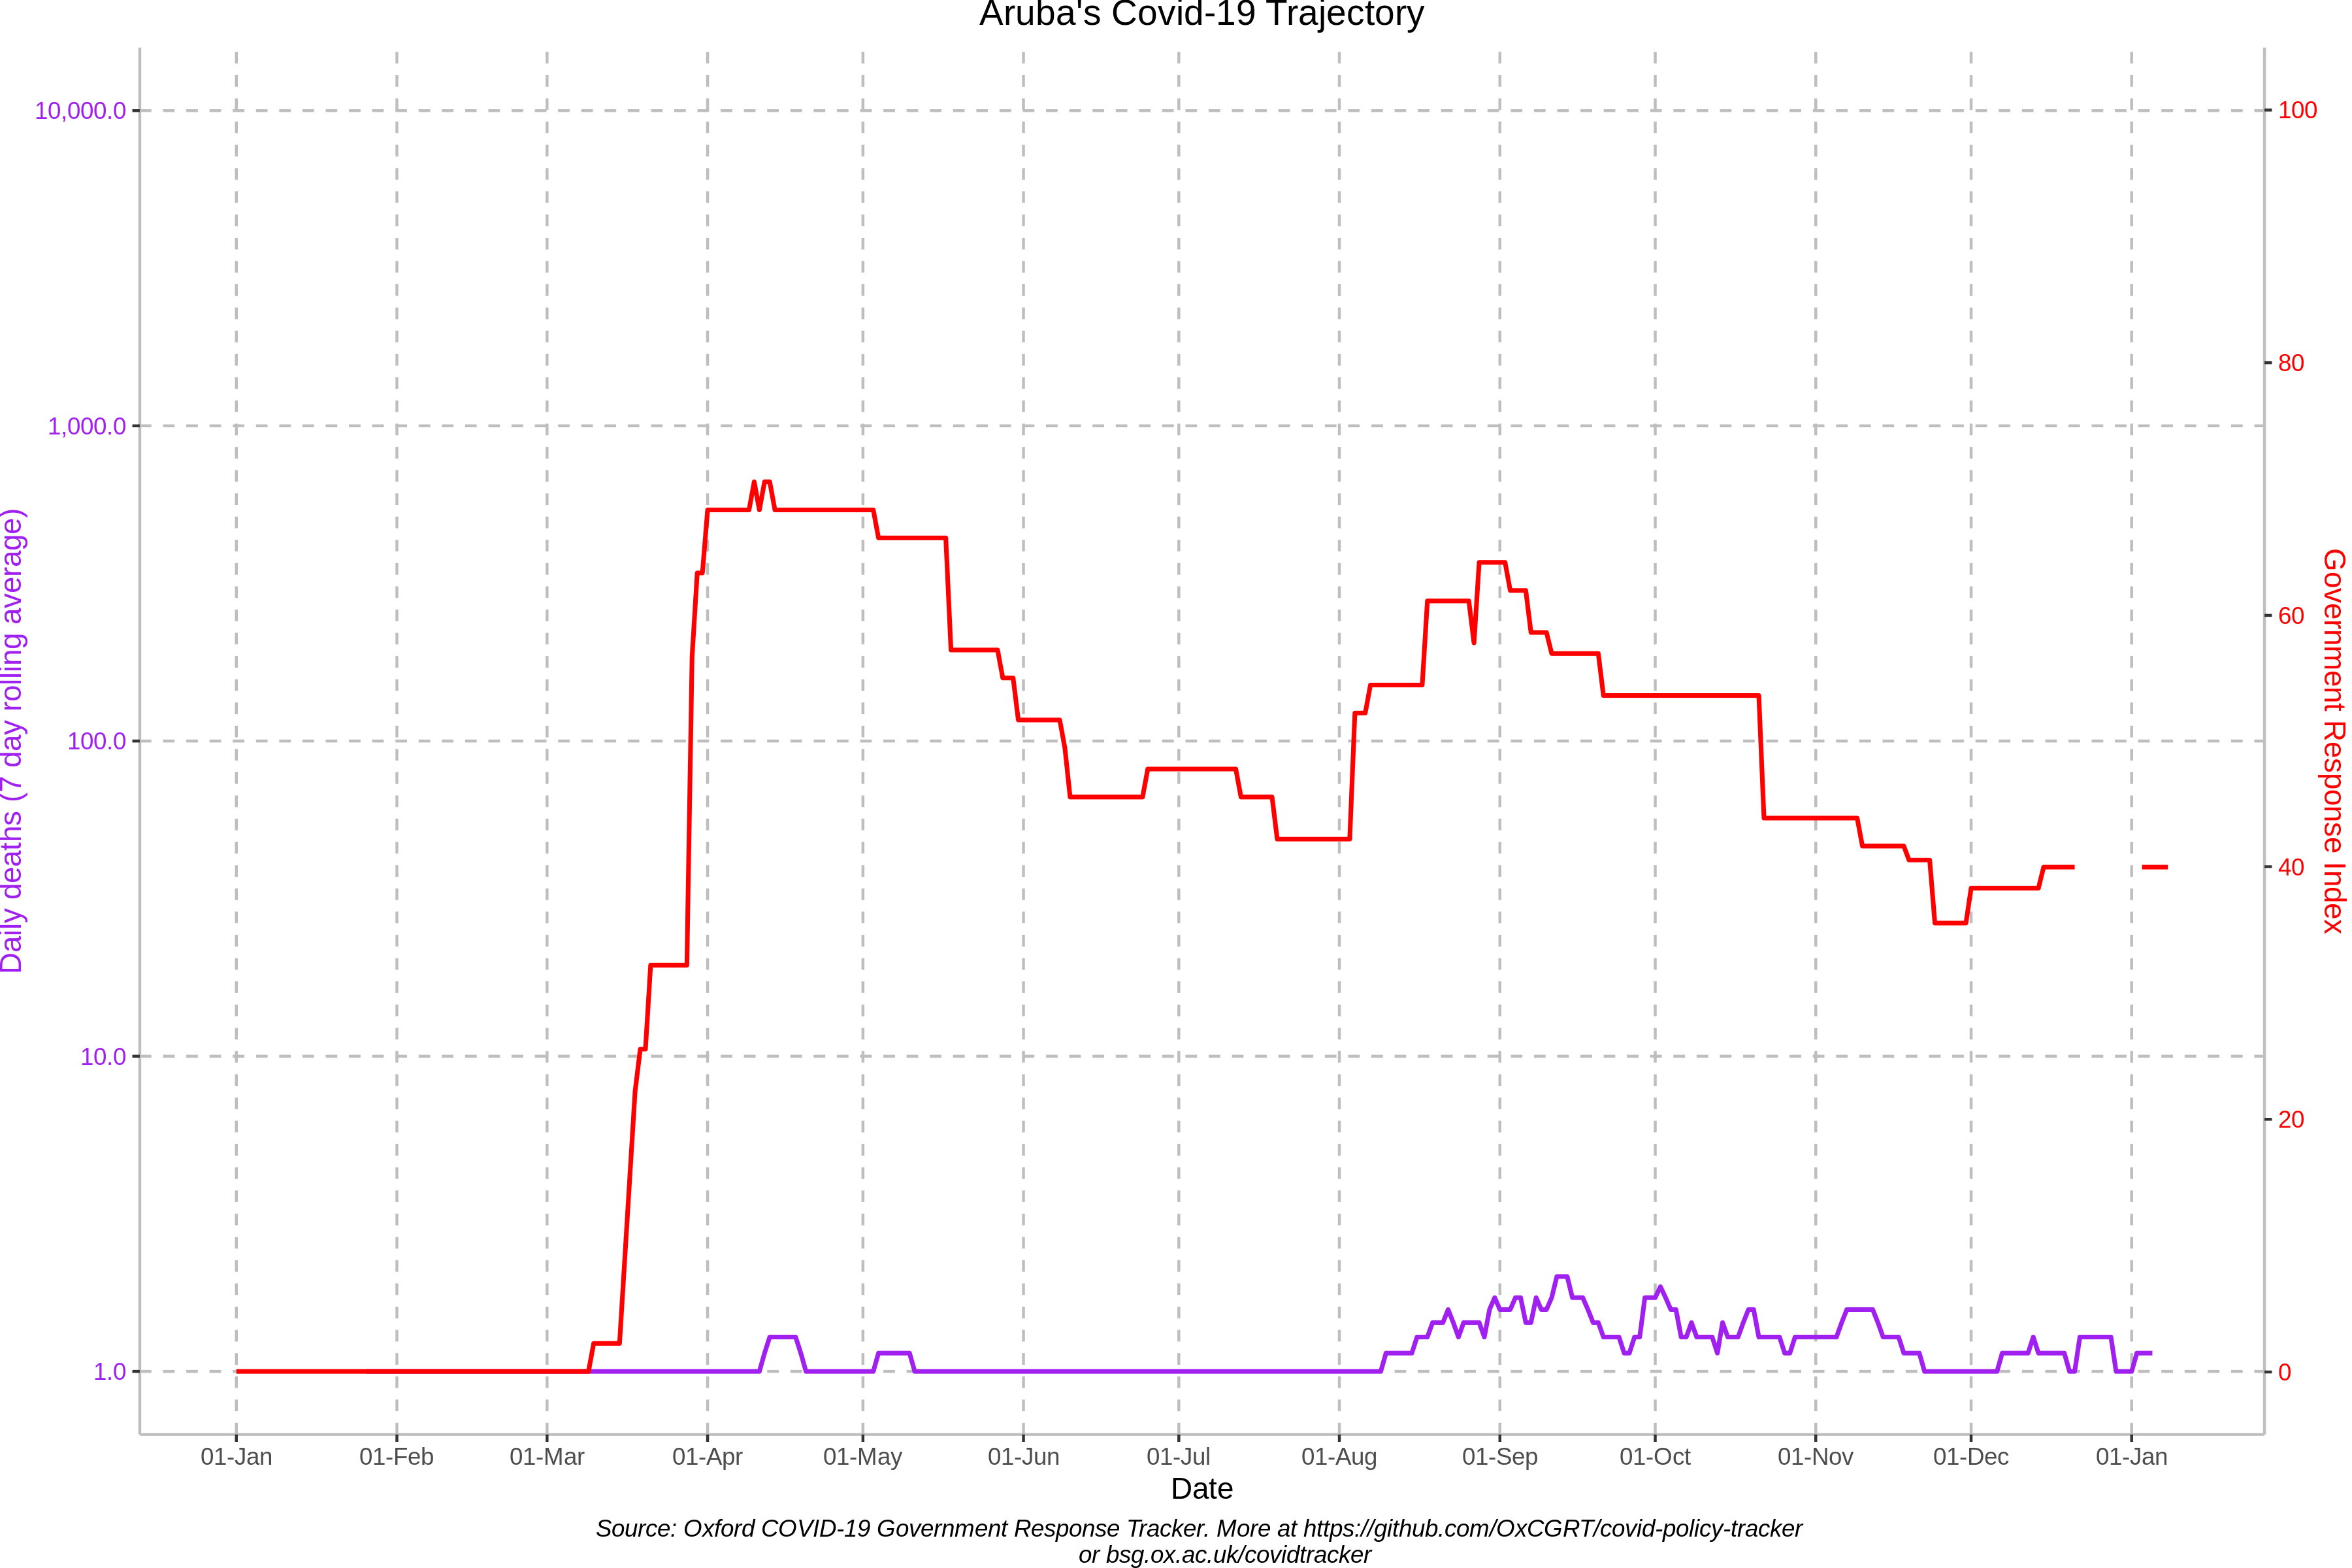 Aruba's Covid-19 Trajectory
10,000.0
1,000.0
100.0
10.0
1.0
Daily deaths (7 day rolling average)
100
80
60
40
20
0
Government Response Index
01-Jan 01-Feb 01-Mar 01-Apr 01-May 01-Jun 01-Jul 01-Aug 01-Sep 01-Oct 01-Nov 01-Dec 01-Jan
Date
Source: Oxford COVID-19 Government Response Tracker. More at https://github.com/OxCGRT/covid-policy-tracker
or bsg.ox.ac.uk/covidtracker